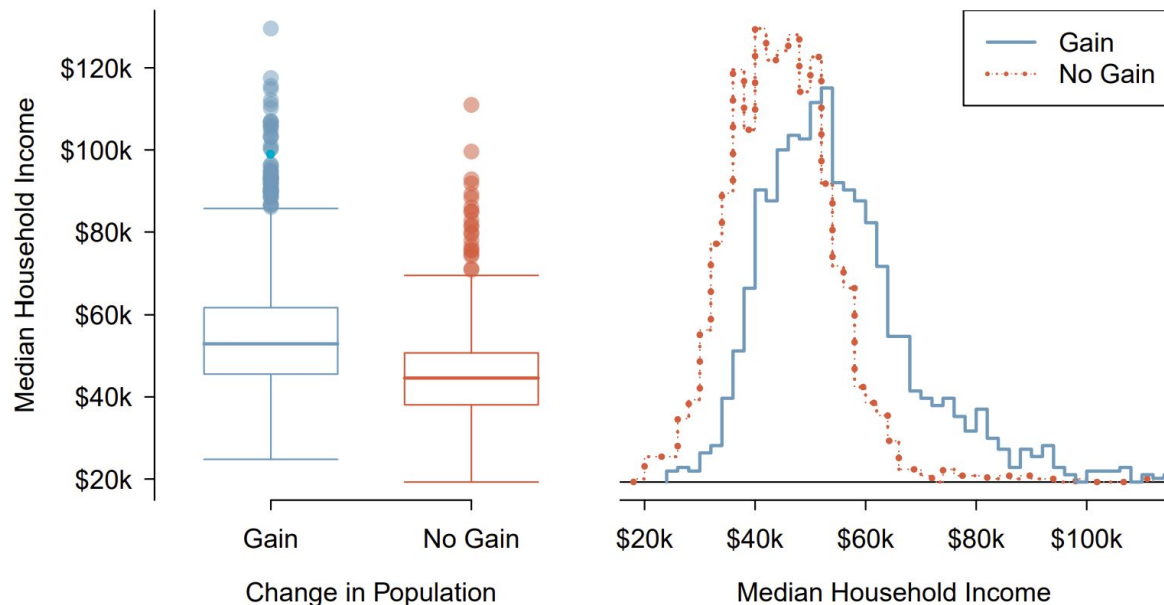 Median Household Income
$120k
$100k
$80k
$60k
$40k
$20k
Gain
No Gain
Change in Population
Gain
No Gain
$20k
$40k
$60k
$80k
$100k
Median Household Income